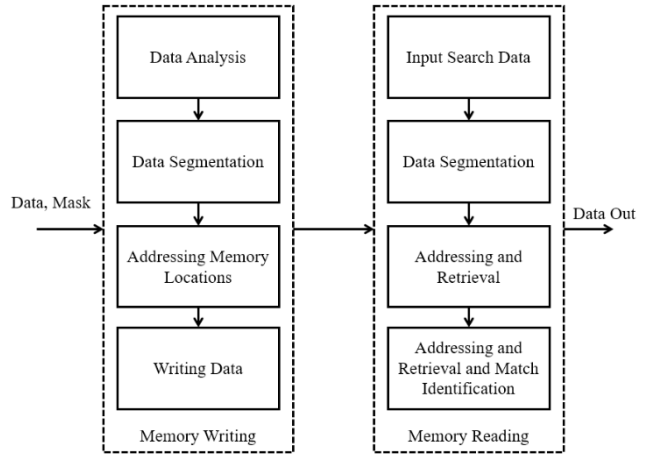 Data, Mask
Data Analysis
Data Segmentation
Addressing Memory
Locations
Writing Data
Memory Writing
Input Search Data
Data Segmentation
Addressing and
Retrieval
Addressing and
Retrieval and Match
Identification
Memory Reading
Data Out